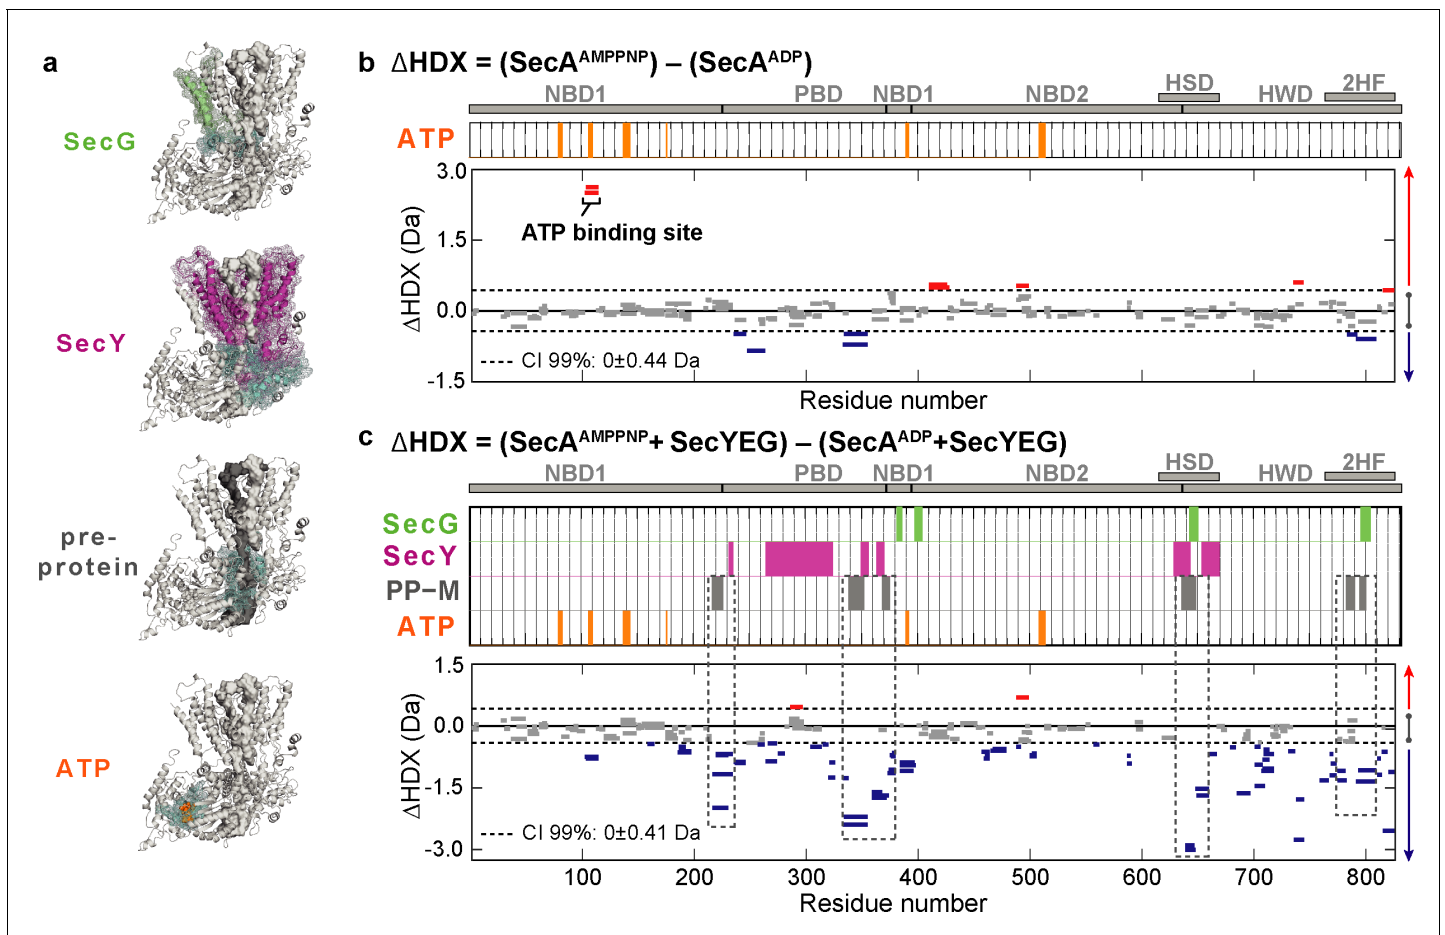 a
SecG
SecY
pre-
protein
ATP
b ΔHDX = (SecA^AMPPNP) – (SecA^ADP)
NBD1 PBD NBD1 NBD2 HSD HWD 2HF
ATP
3.0
1.5
0.0
-1.5
ΔHDX (Da)
ATP binding site
CI 99%: 0±0.44 Da
Residue number
c ΔHDX = (SecA^AMPPNP+ SecYEG) – (SecA^ADP+SecYEG)
NBD1 PBD NBD1 NBD2 HSD HWD 2HF
SecG
SecY
PP–M
ATP
1.5
0.0
-1.5
-3.0
ΔHDX (Da)
CI 99%: 0±0.41 Da
100 200 300 400 500 600 700 800
Residue number